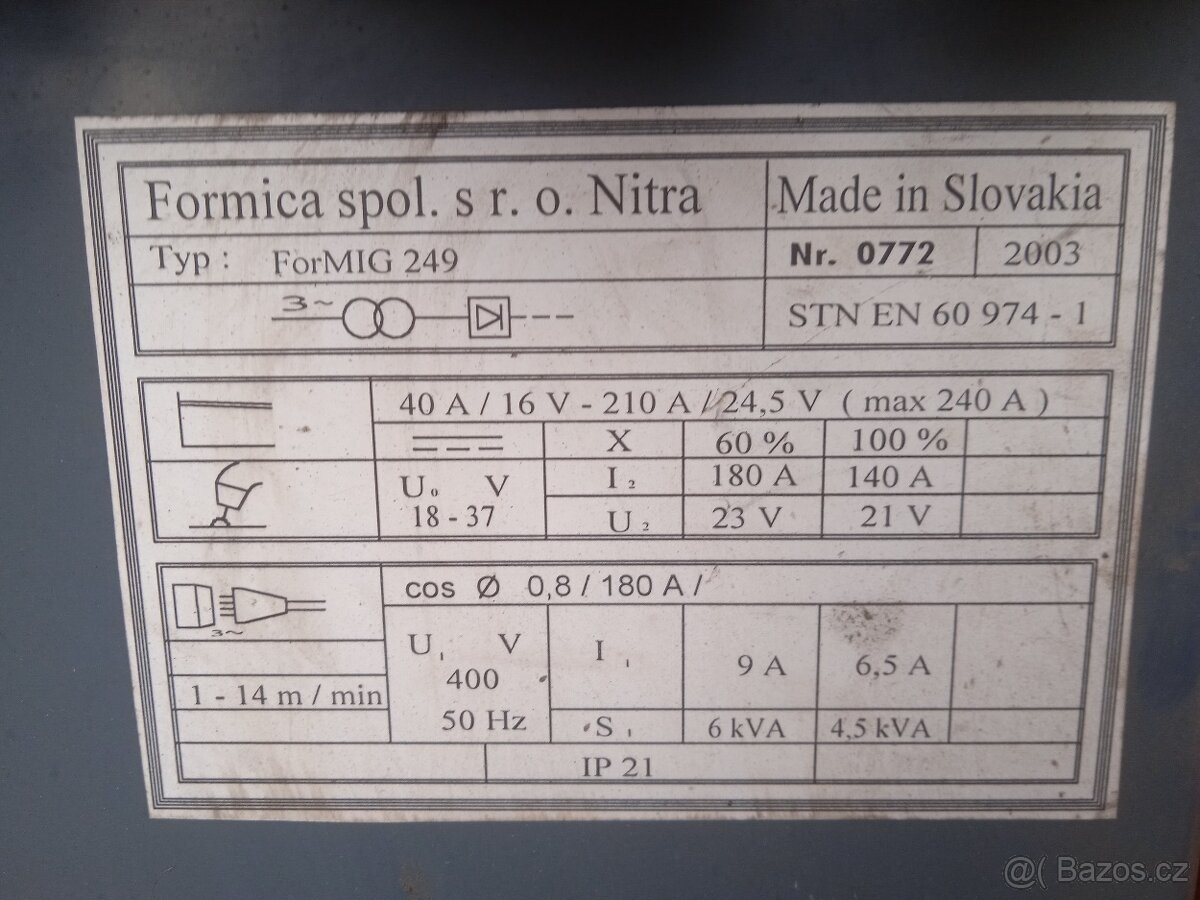 Formica spol. s r. o. Nitra Made in Slovakia
Typ : ForMIG 249 Nr. 0772 2003
3~ STN EN 60 974 - 1
40 A / 16 V - 210 A / 24,5 V ( max 240 A )
X 60 % 100 %
U₀ V I₂ 180 A 140 A
18 - 37 U₂ 23 V 21 V
cos Ø 0,8 / 180 A /
3~
U₁ V I₁ 9 A 6,5 A
400
1 - 14 m / min
50 Hz S₁ 6 kVA 4,5 kVA
IP 21
@( Bazos.cz